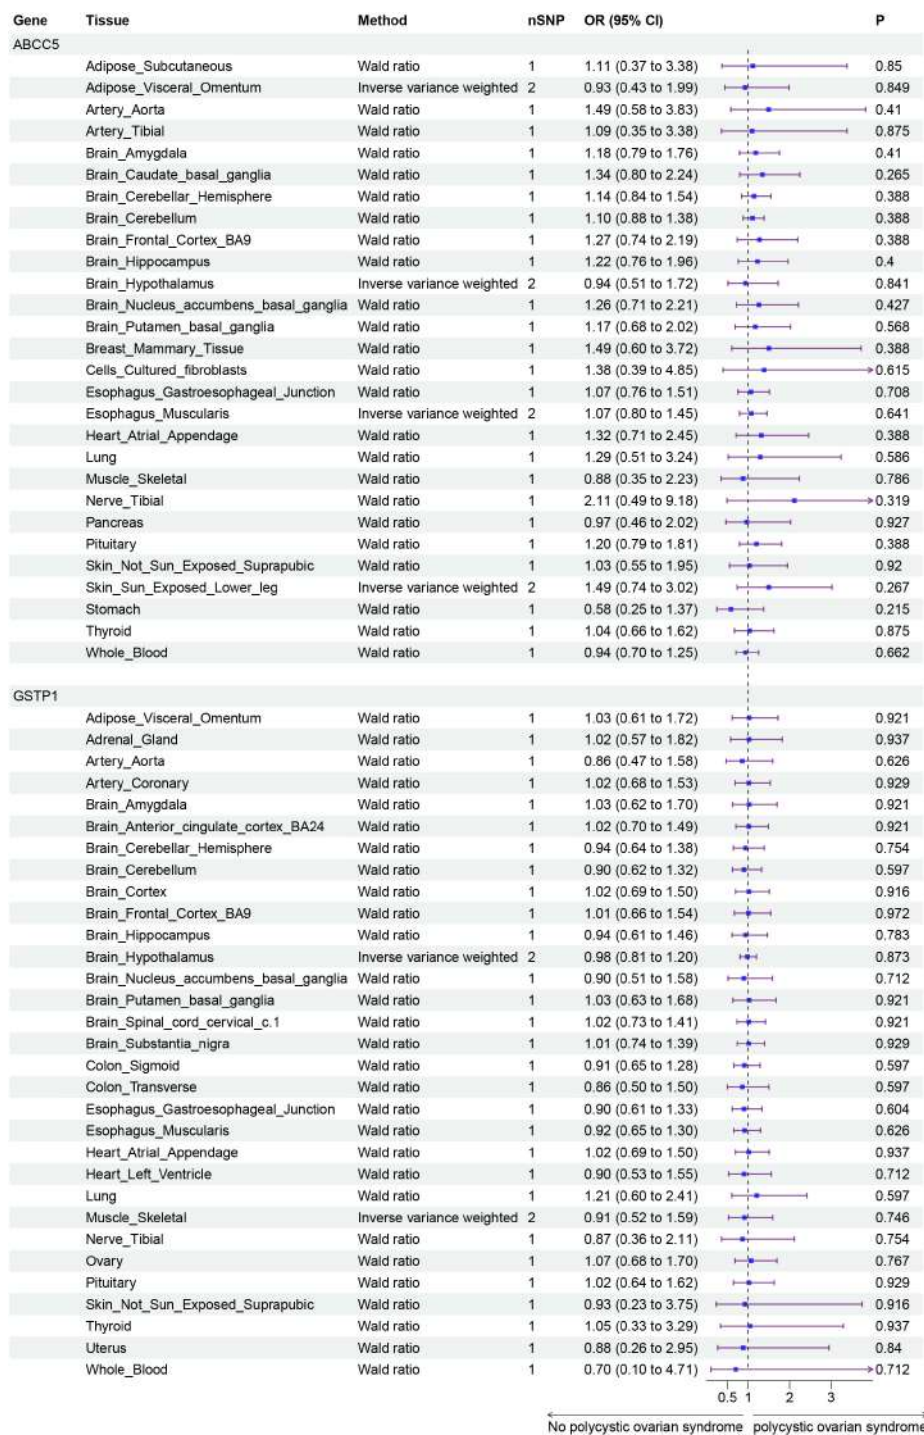 Gene Tissue Method nSNP OR (95% CI) P
ABCC5
Adipose_Subcutaneous Wald ratio 1 1.11 (0.37 to 3.38) 0.85
Adipose_Visceral_Omentum Inverse variance weighted 2 0.93 (0.43 to 1.99) 0.849
Artery_Aorta Wald ratio 1 1.49 (0.58 to 3.83) 0.41
Artery_Tibial Wald ratio 1 1.09 (0.35 to 3.38) 0.875
Brain_Amygdala Wald ratio 1 1.18 (0.79 to 1.76) 0.41
Brain_Caudate_basal_ganglia Wald ratio 1 1.34 (0.80 to 2.24) 0.265
Brain_Cerebellar_Hemisphere Wald ratio 1 1.14 (0.84 to 1.54) 0.388
Brain_Cerebellum Wald ratio 1 1.10 (0.88 to 1.38) 0.388
Brain_Frontal_Cortex_BA9 Wald ratio 1 1.27 (0.74 to 2.19) 0.388
Brain_Hippocampus Wald ratio 1 1.22 (0.76 to 1.96) 0.4
Brain_Hypothalamus Inverse variance weighted 2 0.94 (0.51 to 1.72) 0.841
Brain_Nucleus_accumbens_basal_ganglia Wald ratio 1 1.26 (0.71 to 2.21) 0.427
Brain_Putamen_basal_ganglia Wald ratio 1 1.17 (0.68 to 2.02) 0.568
Breast_Mammary_Tissue Wald ratio 1 1.49 (0.60 to 3.72) 0.388
Cells_Cultured_fibroblasts Wald ratio 1 1.38 (0.39 to 4.85) 0.615
Esophagus_Gastroesophageal_Junction Wald ratio 1 1.07 (0.76 to 1.51) 0.708
Esophagus_Muscularis Inverse variance weighted 2 1.07 (0.80 to 1.45) 0.641
Heart_Atrial_Appendage Wald ratio 1 1.32 (0.71 to 2.45) 0.388
Lung Wald ratio 1 1.29 (0.51 to 3.24) 0.586
Muscle_Skeletal Wald ratio 1 0.88 (0.35 to 2.23) 0.786
Nerve_Tibial Wald ratio 1 2.11 (0.49 to 9.18) 0.319
Pancreas Wald ratio 1 0.97 (0.46 to 2.02) 0.927
Pituitary Wald ratio 1 1.20 (0.79 to 1.81) 0.388
Skin_Not_Sun_Exposed_Suprapubic Wald ratio 1 1.03 (0.55 to 1.95) 0.92
Skin_Sun_Exposed_Lower_leg Inverse variance weighted 2 1.49 (0.74 to 3.02) 0.267
Stomach Wald ratio 1 0.58 (0.25 to 1.37) 0.215
Thyroid Wald ratio 1 1.04 (0.66 to 1.62) 0.875
Whole_Blood Wald ratio 1 0.94 (0.70 to 1.25) 0.662
GSTP1
Adipose_Visceral_Omentum Wald ratio 1 1.03 (0.61 to 1.72) 0.921
Adrenal_Gland Wald ratio 1 1.02 (0.57 to 1.82) 0.937
Artery_Aorta Wald ratio 1 0.86 (0.47 to 1.58) 0.626
Artery_Coronary Wald ratio 1 1.02 (0.68 to 1.53) 0.929
Brain_Amygdala Wald ratio 1 1.03 (0.62 to 1.70) 0.921
Brain_Anterior_cingulate_cortex_BA24 Wald ratio 1 1.02 (0.70 to 1.49) 0.921
Brain_Cerebellar_Hemisphere Wald ratio 1 0.94 (0.64 to 1.38) 0.754
Brain_Cerebellum Wald ratio 1 0.90 (0.62 to 1.32) 0.597
Brain_Cortex Wald ratio 1 1.02 (0.69 to 1.50) 0.916
Brain_Frontal_Cortex_BA9 Wald ratio 1 1.01 (0.66 to 1.54) 0.972
Brain_Hippocampus Wald ratio 1 0.94 (0.61 to 1.46) 0.783
Brain_Hypothalamus Inverse variance weighted 2 0.98 (0.81 to 1.20) 0.873
Brain_Nucleus_accumbens_basal_ganglia Wald ratio 1 0.90 (0.51 to 1.58) 0.712
Brain_Putamen_basal_ganglia Wald ratio 1 1.03 (0.63 to 1.68) 0.921
Brain_Spinal_cord_cervical_c.1 Wald ratio 1 1.02 (0.73 to 1.41) 0.921
Brain_Substantia_nigra Wald ratio 1 1.01 (0.74 to 1.39) 0.929
Colon_Sigmoid Wald ratio 1 0.91 (0.65 to 1.28) 0.597
Colon_Transverse Wald ratio 1 0.86 (0.50 to 1.50) 0.712
Esophagus_Gastroesophageal_Junction Wald ratio 1 0.90 (0.61 to 1.33) 0.604
Esophagus_Muscularis Wald ratio 1 0.92 (0.65 to 1.30) 0.626
Heart_Atrial_Appendage Wald ratio 1 1.02 (0.69 to 1.50) 0.937
Heart_Left_Ventricle Wald ratio 1 0.90 (0.53 to 1.55) 0.712
Lung Wald ratio 1 1.21 (0.60 to 2.41) 0.597
Muscle_Skeletal Inverse variance weighted 2 0.91 (0.52 to 1.59) 0.746
Nerve_Tibial Wald ratio 1 0.87 (0.36 to 2.11) 0.754
Ovary Wald ratio 1 1.07 (0.68 to 1.70) 0.767
Pituitary Wald ratio 1 1.02 (0.64 to 1.62) 0.929
Skin_Not_Sun_Exposed_Suprapubic Wald ratio 1 0.93 (0.23 to 3.75) 0.916
Thyroid Wald ratio 1 1.05 (0.33 to 3.29) 0.937
Uterus Wald ratio 1 0.88 (0.26 to 2.95) 0.84
Whole_Blood Wald ratio 1 0.70 (0.10 to 4.71) 0.712
0.5 1 2 3
No polycystic ovarian syndrome polycystic ovarian syndrome